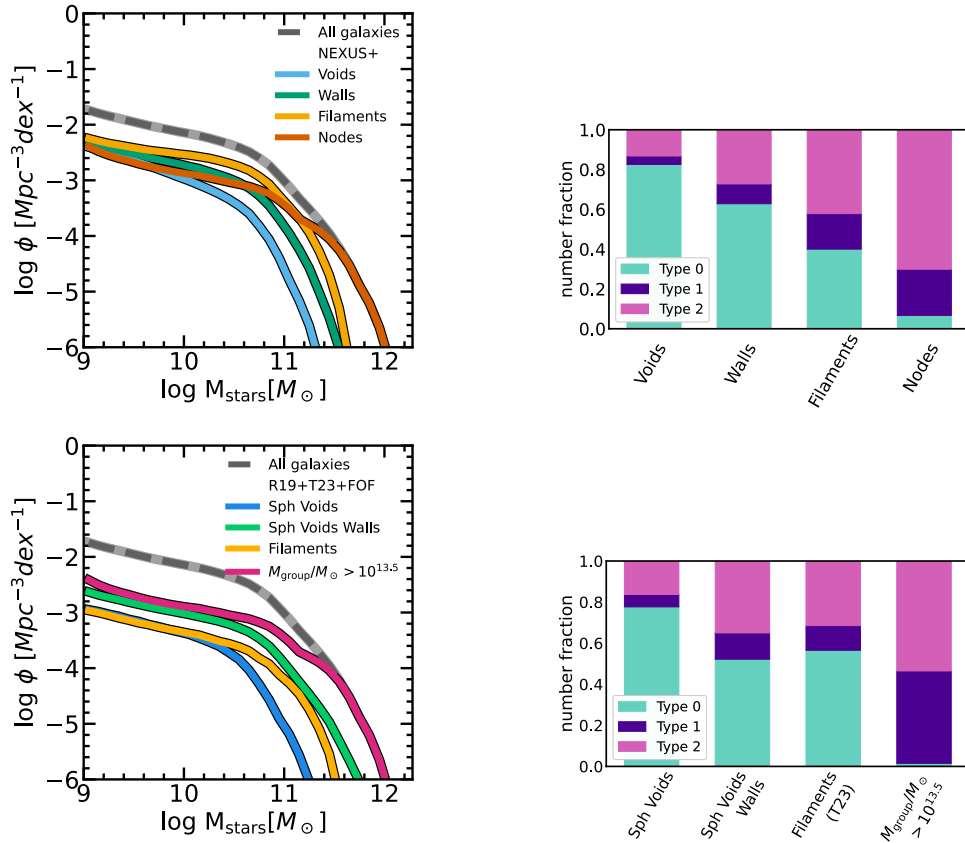 0
−1
−2
−3
−4
−5
−6
log ϕ [Mpc⁻³dex⁻¹]
All galaxies
NEXUS+
Voids
Walls
Filaments
Nodes
9 10 11 12
log M_stars[M_⊙]
1.0
0.8
0.6
0.4
0.2
0.0
number fraction
Type 0
Type 1
Type 2
Voids
Walls
Filaments
Nodes
0
−1
−2
−3
−4
−5
−6
log ϕ [Mpc⁻³dex⁻¹]
All galaxies
R19+T23+FOF
Sph Voids
Sph Voids Walls
Filaments
M_group/M_⊙ > 10^13.5
9 10 11 12
log M_stars[M_⊙]
1.0
0.8
0.6
0.4
0.2
0.0
number fraction
Type 0
Type 1
Type 2
Sph Voids
Sph Voids
Walls
Filaments
(T23)
M_group/M_⊙
> 10^13.5